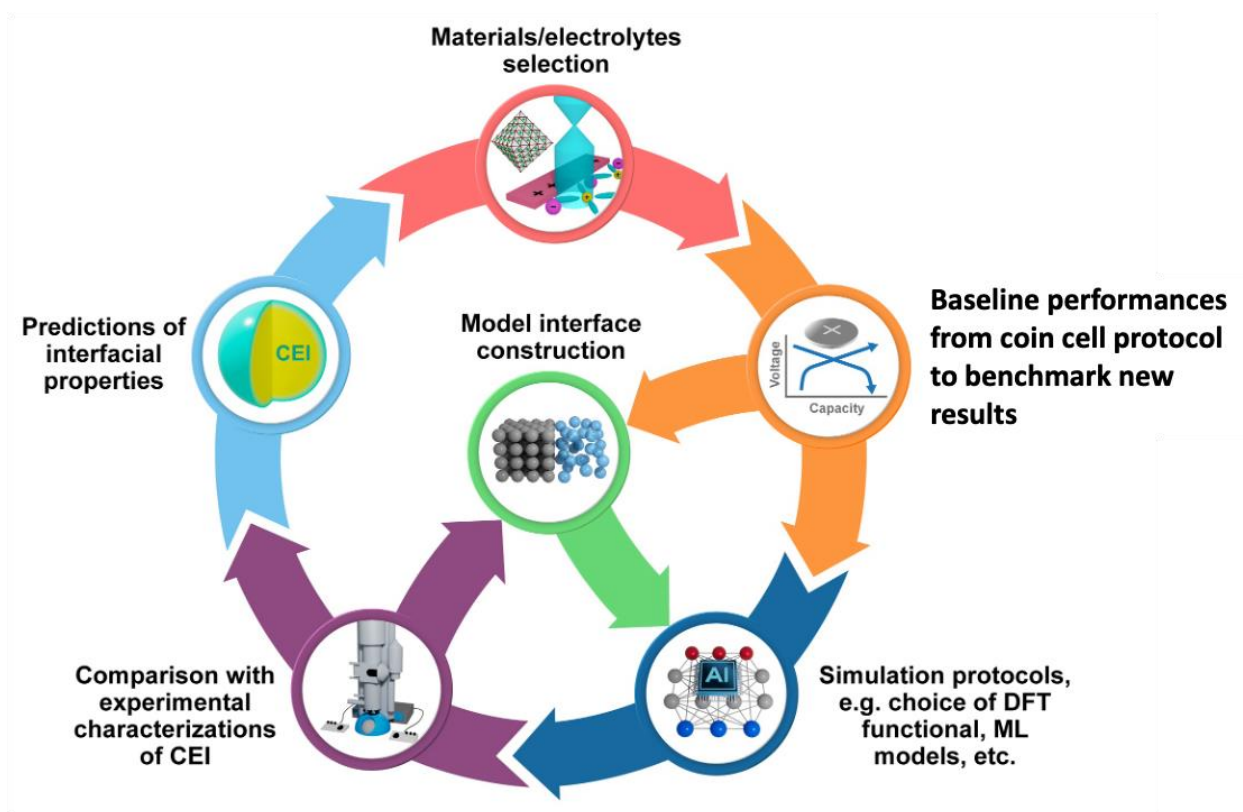 Materials/electrolytes
selection
Baseline performances
from coin cell protocol
to benchmark new
results
Voltage
Capacity
Model interface
construction
Predictions of
interfacial
properties
CEI
Comparison with
experimental
characterizations
of CEI
AI
Simulation protocols,
e.g. choice of DFT
functional, ML
models, etc.